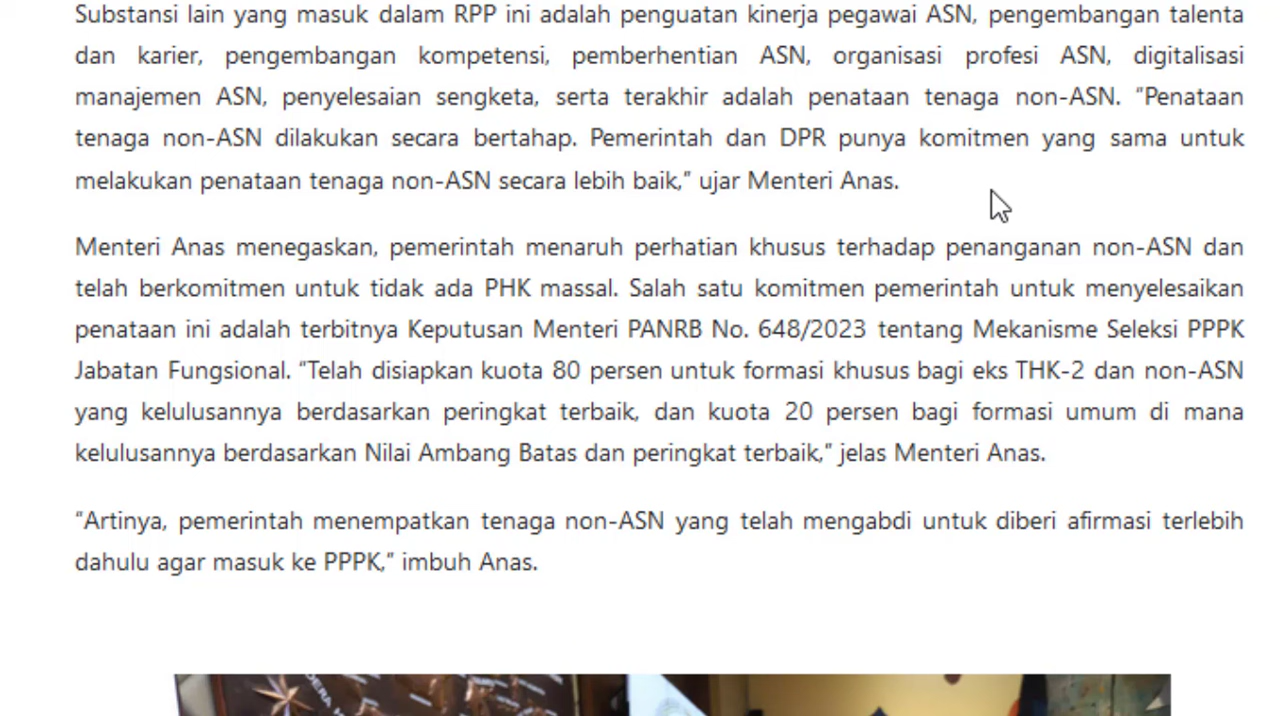 Substansi lain yang masuk dalam RPP ini adalah penguatan kinerja pegawai ASN, pengembangan talenta
dan karier, pengembangan kompetensi, pemberhentian ASN, organisasi profesi ASN, digitalisasi
manajemen ASN, penyelesaian sengketa, serta terakhir adalah penataan tenaga non-ASN. “Penataan
tenaga non-ASN dilakukan secara bertahap. Pemerintah dan DPR punya komitmen yang sama untuk
melakukan penataan tenaga non-ASN secara lebih baik,” ujar Menteri Anas.
Menteri Anas menegaskan, pemerintah menaruh perhatian khusus terhadap penanganan non-ASN dan
telah berkomitmen untuk tidak ada PHK massal. Salah satu komitmen pemerintah untuk menyelesaikan
penataan ini adalah terbitnya Keputusan Menteri PANRB No. 648/2023 tentang Mekanisme Seleksi PPPK
Jabatan Fungsional. “Telah disiapkan kuota 80 persen untuk formasi khusus bagi eks THK-2 dan non-ASN
yang kelulusannya berdasarkan peringkat terbaik, dan kuota 20 persen bagi formasi umum di mana
kelulusannya berdasarkan Nilai Ambang Batas dan peringkat terbaik,” jelas Menteri Anas.
“Artinya, pemerintah menempatkan tenaga non-ASN yang telah mengabdi untuk diberi afirmasi terlebih
dahulu agar masuk ke PPPK,” imbuh Anas.